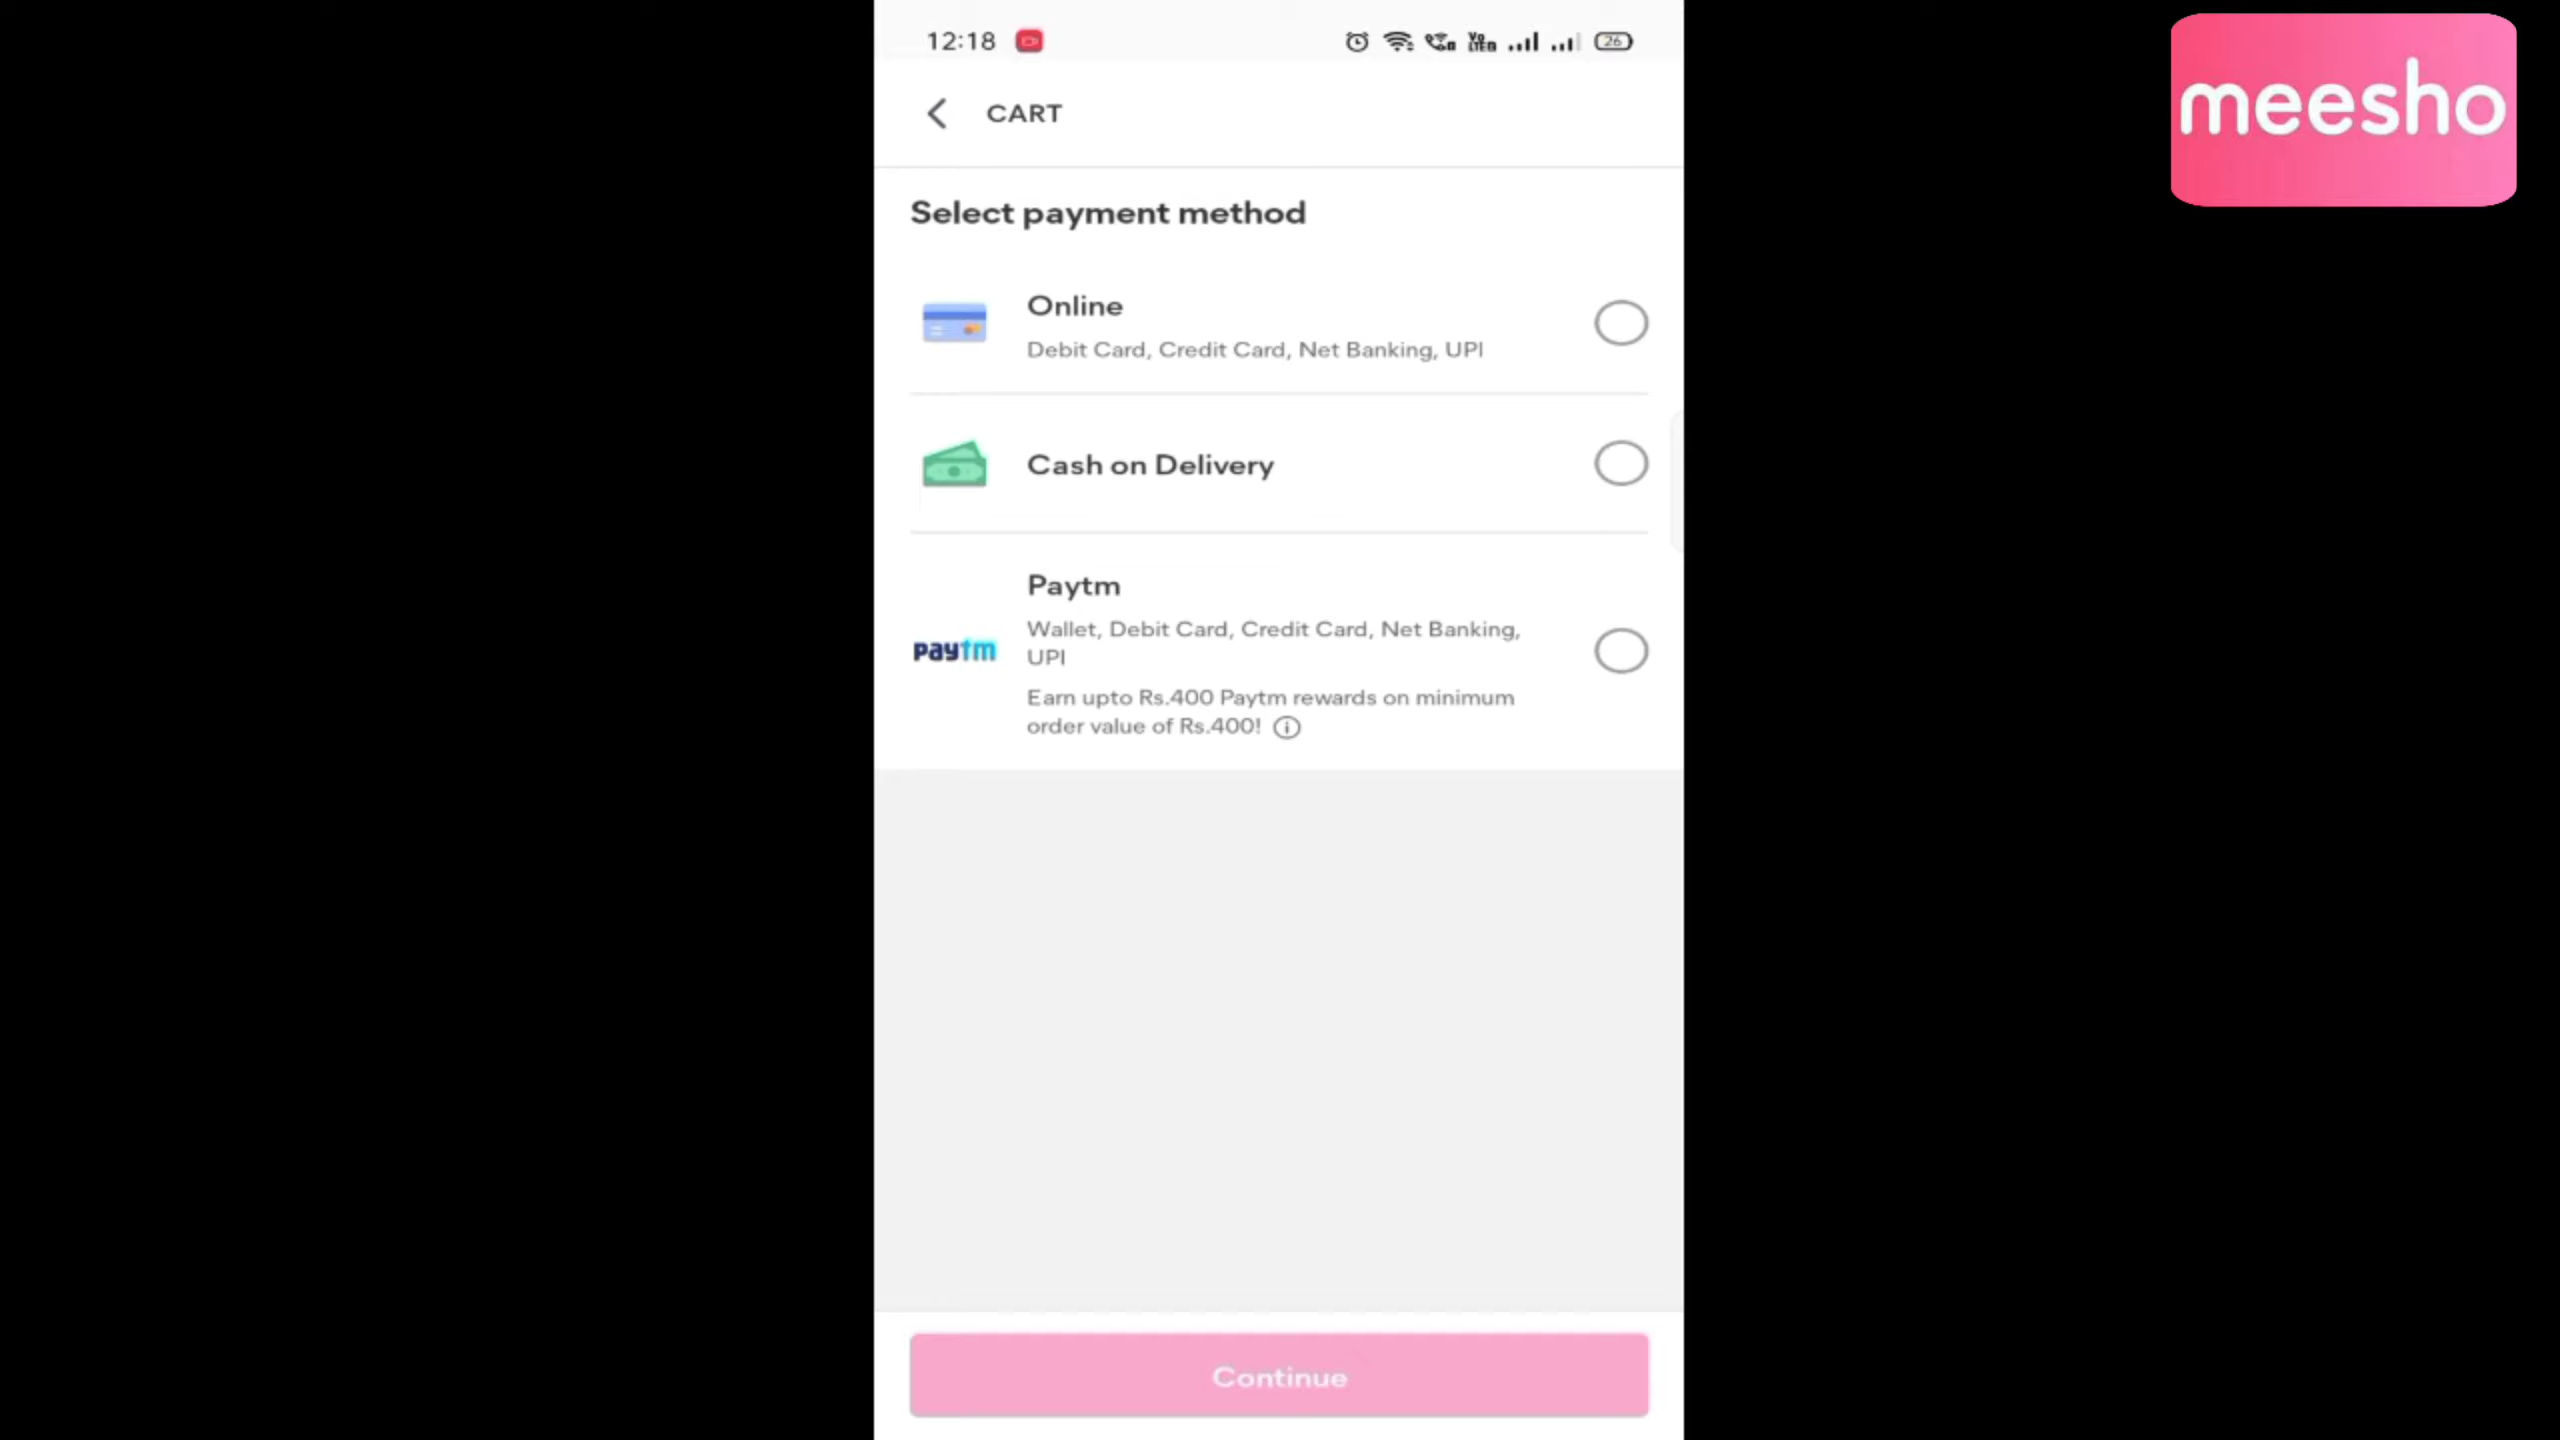 12:18
26
meesho
CART
Select payment method
Online
Debit Card, Credit Card, Net Banking, UPI
Cash on Delivery
Paytm
paytm
Wallet, Debit Card, Credit Card, Net Banking,
UPI
Earn upto Rs.400 Paytm rewards on minimum
order value of Rs.400!
Continue